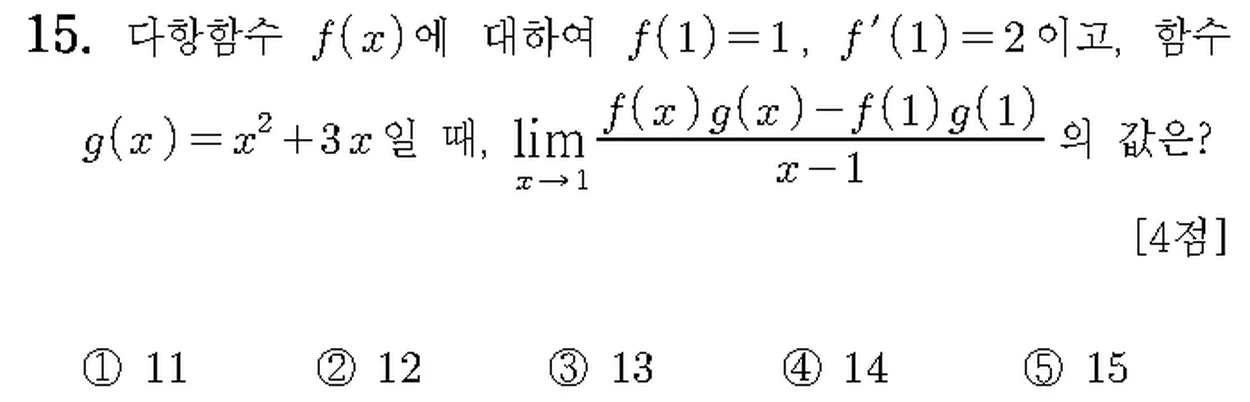 15. 다항함수 f(x)에 대하여 f(1)=1, f′(1)=2이고, 함수
g(x)=x²+3x일 때, lim_{x→1} \frac{f(x)g(x)-f(1)g(1)}{x-1} 의 값은?
[4점]
① 11 ② 12 ③ 13 ④ 14 ⑤ 15